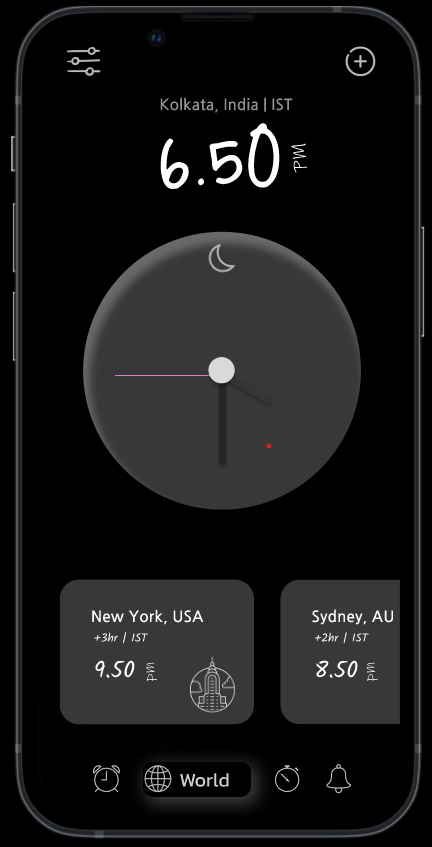 Kolkata, India | IST
6.50 PM
New York, USA
+3hr / IST
9.50 PM
Sydney, AU
+2hr / IST
8.50 PM
World